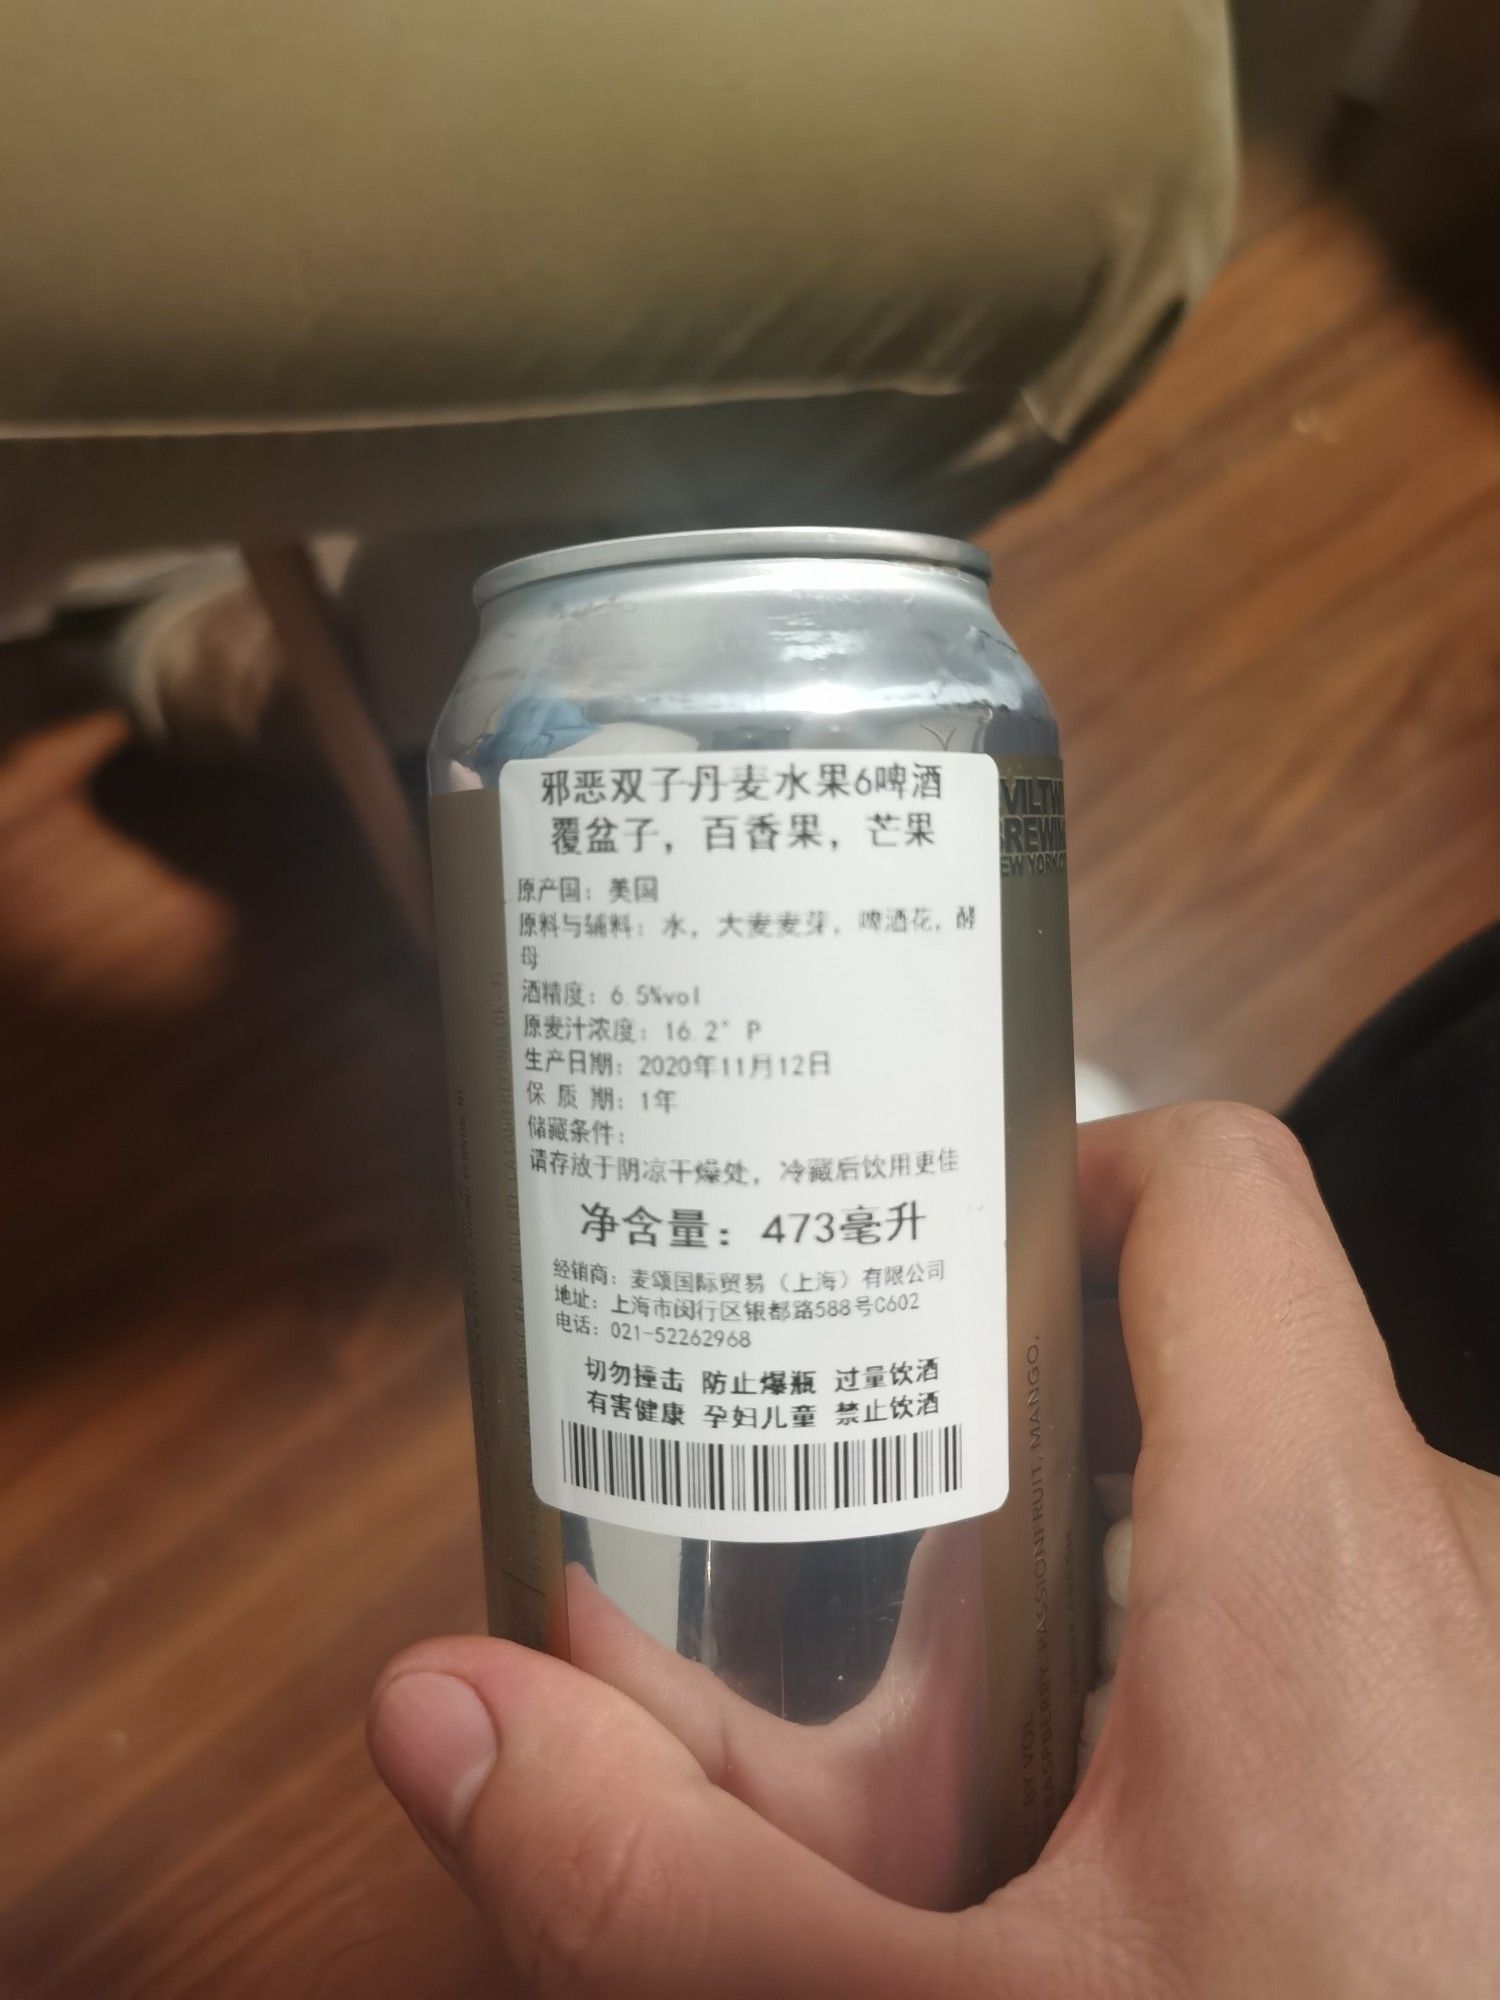 邪恶双子丹麦水果6啤酒
覆盆子，百香果，芒果
原产国：美国
原料与辅料：水，大麦麦芽，啤酒花，酵
母
酒精度：6.5%vol
原麦汁浓度：16.2°P
生产日期：2020年11月12日
保质期：1年
储藏条件：
请存放于阴凉干燥处，冷藏后饮用更佳
净含量：473毫升
经销商：麦颂国际贸易（上海）有限公司
地址：上海市闵行区银都路588号C602
电话：021-52262968
切勿撞击 防止爆瓶 过量饮酒
有害健康 孕妇儿童 禁止饮酒
VILTW
REWIN
EW YORK C
BY VOL
RASPBERRY, PASSIONFRUIT, MANGO,